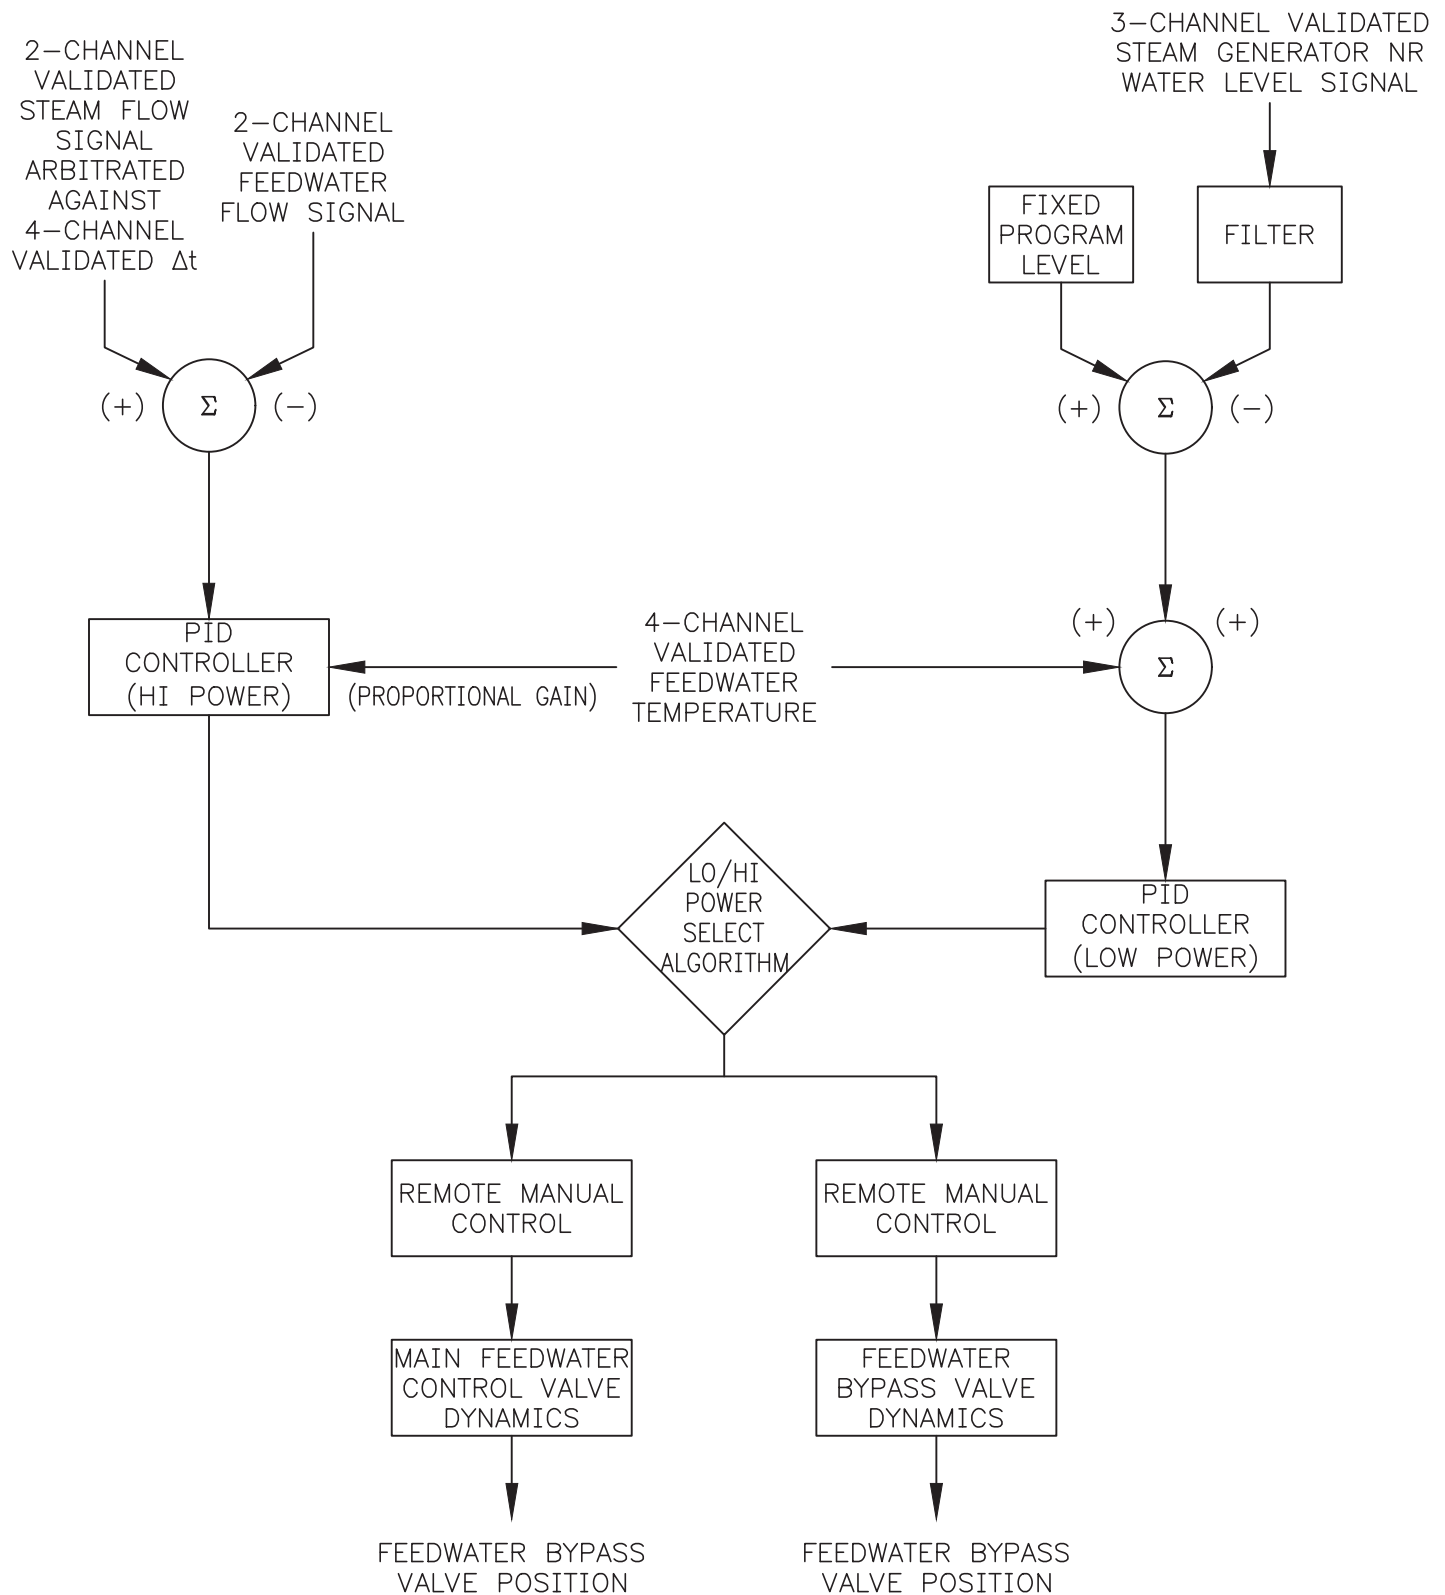 2-CHANNEL
VALIDATED
STEAM FLOW
SIGNAL
ARBITRATED
AGAINST
4-CHANNEL
VALIDATED Δt
2-CHANNEL
VALIDATED
FEEDWATER
FLOW SIGNAL
3-CHANNEL VALIDATED
STEAM GENERATOR NR
WATER LEVEL SIGNAL
FIXED
PROGRAM
LEVEL
FILTER
(+) Σ (-)
(+) Σ (-)
PID
CONTROLLER
(HI POWER)
(PROPORTIONAL GAIN)
4-CHANNEL
VALIDATED
FEEDWATER
TEMPERATURE
(+) (+)
Σ
LO/HI
POWER
SELECT
ALGORITHM
PID
CONTROLLER
(LOW POWER)
REMOTE MANUAL
CONTROL
REMOTE MANUAL
CONTROL
MAIN FEEDWATER
CONTROL VALVE
DYNAMICS
FEEDWATER
BYPASS VALVE
DYNAMICS
FEEDWATER BYPASS
VALVE POSITION
FEEDWATER BYPASS
VALVE POSITION